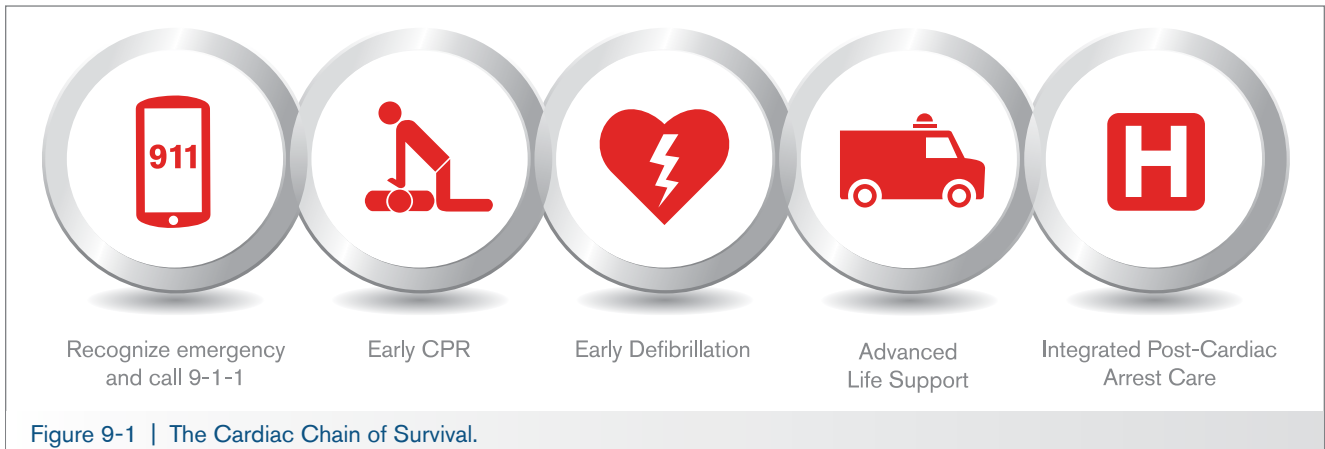 911
H
Recognize emergency
and call 9-1-1
Early CPR
Early Defibrillation
Advanced
Life Support
Integrated Post-Cardiac
Arrest Care
Figure 9-1 | The Cardiac Chain of Survival.